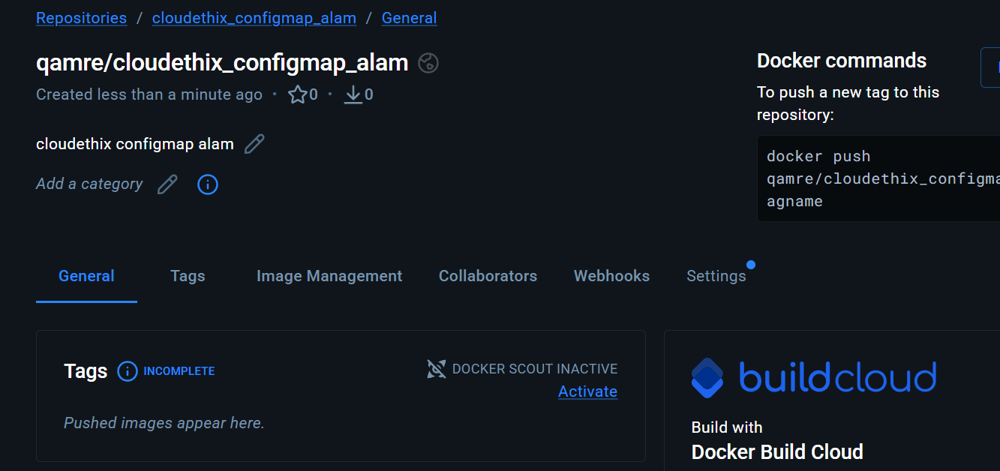 Repositories / cloudethix_configmap_alam / General
qamre/cloudethix_configmap_alam
Created less than a minute ago · 0 · 0
cloudethix configmap alam
Add a category
Docker commands
To push a new tag to this
repository:
docker push
qamre/cloudethix_configma
agname
General Tags Image Management Collaborators Webhooks Settings
Tags INCOMPLETE
DOCKER SCOUT INACTIVE
Activate
Pushed images appear here.
buildcloud
Build with
Docker Build Cloud